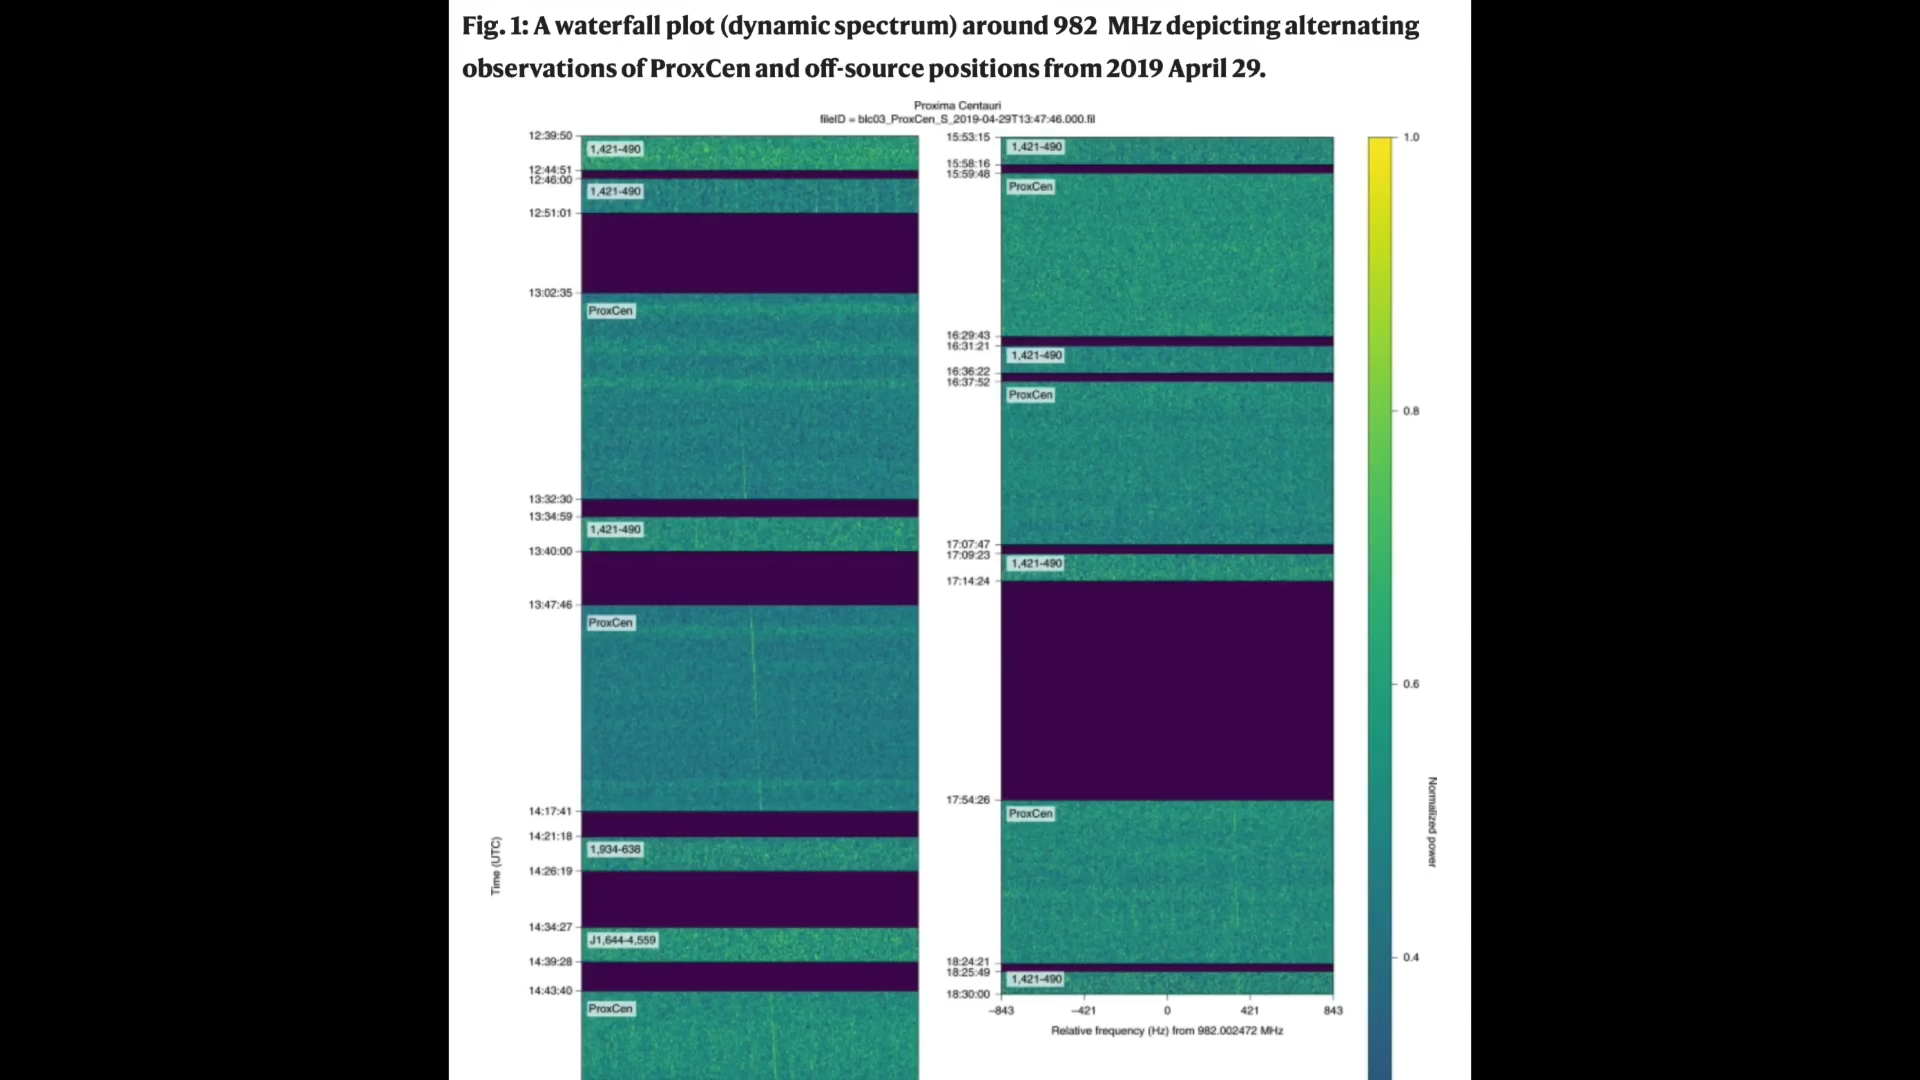 Fig. 1: A waterfall plot (dynamic spectrum) around 982 MHz depicting alternating
observations of ProxCen and off-source positions from 2019 April 29.
Proxima Centauri
fileID = blc03_ProxCen_S_2019-04-29T13:47:46.000.fil
12:39:50
1,421-490
12:44:51
12:46:00
1,421-490
12:51:01
13:02:35
ProxCen
13:32:30
13:34:59
1,421-490
13:40:00
13:47:46
ProxCen
14:17:41
14:21:18
1,934-638
14:26:19
14:34:27
J1,644-4,559
14:39:28
14:43:40
ProxCen
Time (UTC)
15:53:15
1,421-490
15:58:16
15:59:48
ProxCen
16:29:43
16:31:21
1,421-490
16:36:22
16:37:52
ProxCen
17:07:47
17:09:23
1,421-490
17:14:24
17:54:26
ProxCen
18:24:21
18:25:49
1,421-490
18:30:00
−843 −421 0 421 843
Relative frequency (Hz) from 982.002472 MHz
1.0
0.8
0.6
0.4
Normalized power